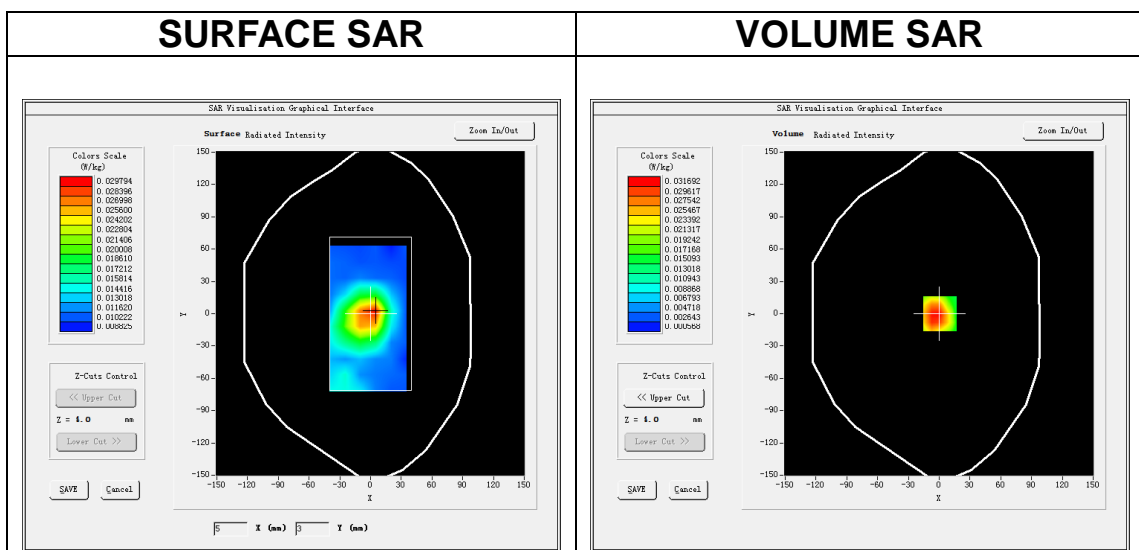 SURFACE SAR
VOLUME SAR
SAR Visualisation Graphical Interface
Surface Radiated Intensity
Zoom In/Out
Colors Scale
(W/kg)
0.029794
0.028396
0.026998
0.025600
0.024202
0.022804
0.021406
0.020008
0.018610
0.017212
0.015814
0.014416
0.013018
0.011620
0.010222
0.008825
Z-Cuts Control
<< Upper Cut
Z = 4.0 mm
Lower Cut >>
SAVE Cancel
150
120
90
60
30
0
-30
-60
-90
-120
-150
Y
-150 -120 -90 -60 -30 0 30 60 90 120 150
X
5 X (mm) 3 Y (mm)
SAR Visualisation Graphical Interface
Volume Radiated Intensity
Zoom In/Out
Colors Scale
(W/kg)
0.031692
0.029617
0.027542
0.025467
0.023392
0.021317
0.019242
0.017168
0.015093
0.013018
0.010943
0.008868
0.006793
0.004718
0.002643
0.000568
Z-Cuts Control
<< Upper Cut
Z = 4.0 mm
Lower Cut >>
SAVE Cancel
150
120
90
60
30
0
-30
-60
-90
-120
-150
Y
-150 -120 -90 -60 -30 0 30 60 90 120 150
X